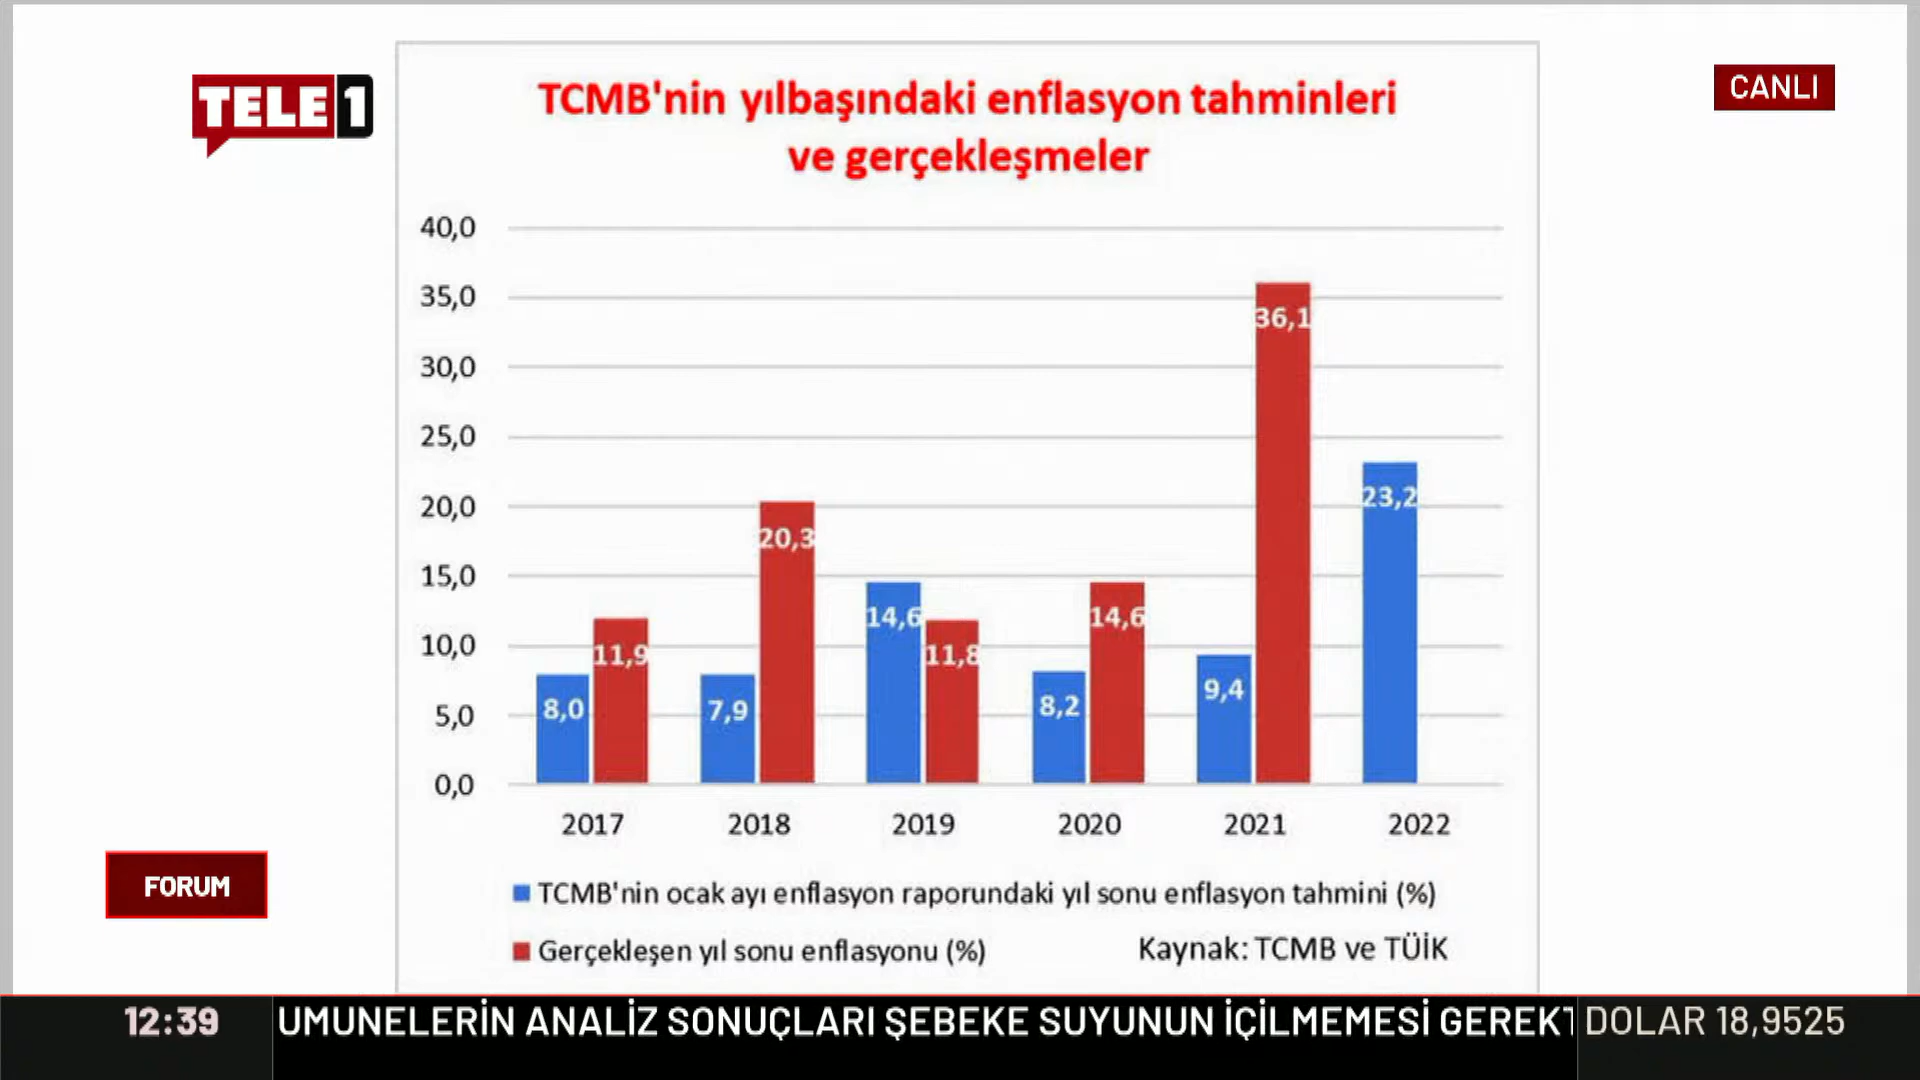 TELE1
CANLI
TCMB'nin yılbaşındaki enflasyon tahminleri
ve gerçekleşmeler
40,0
35,0
30,0
25,0
20,0
15,0
10,0
5,0
0,0
8,0
11,9
7,9
20,3
14,6
11,8
8,2
14,6
9,4
36,1
23,2
2017 2018 2019 2020 2021 2022
TCMB'nin ocak ayı enflasyon raporundaki yıl sonu enflasyon tahmini (%)
Gerçekleşen yıl sonu enflasyonu (%)
Kaynak: TCMB ve TÜİK
FORUM
12:39
UMUNELERİN ANALİZ SONUÇLARI ŞEBEKE SUYUNUN İÇİLMEMESİ GEREKT
DOLAR 18,9525